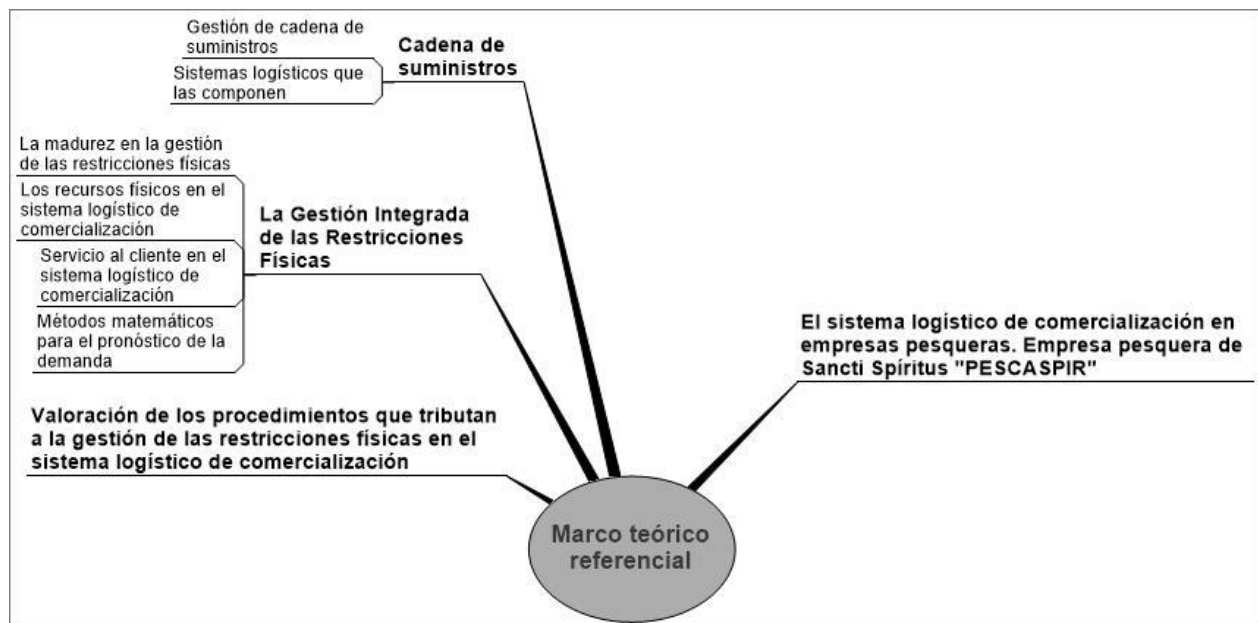 Gestión de cadena de
suministros
Sistemas logísticos que
las componen
Cadena de
suministros
La madurez en la gestión
de las restricciones físicas
Los recursos físicos en el
sistema logístico de
comercialización
Servicio al cliente en el
sistema logístico de
comercialización
Métodos matemáticos
para el pronóstico de la
demanda
La Gestión Integrada
de las Restricciones
Físicas
Valoración de los procedimientos que tributan
a la gestión de las restricciones físicas en el
sistema logístico de comercialización
El sistema logístico de comercialización en
empresas pesqueras. Empresa pesquera de
Sancti Spíritus "PESCASPIR"
Marco teórico
referencial